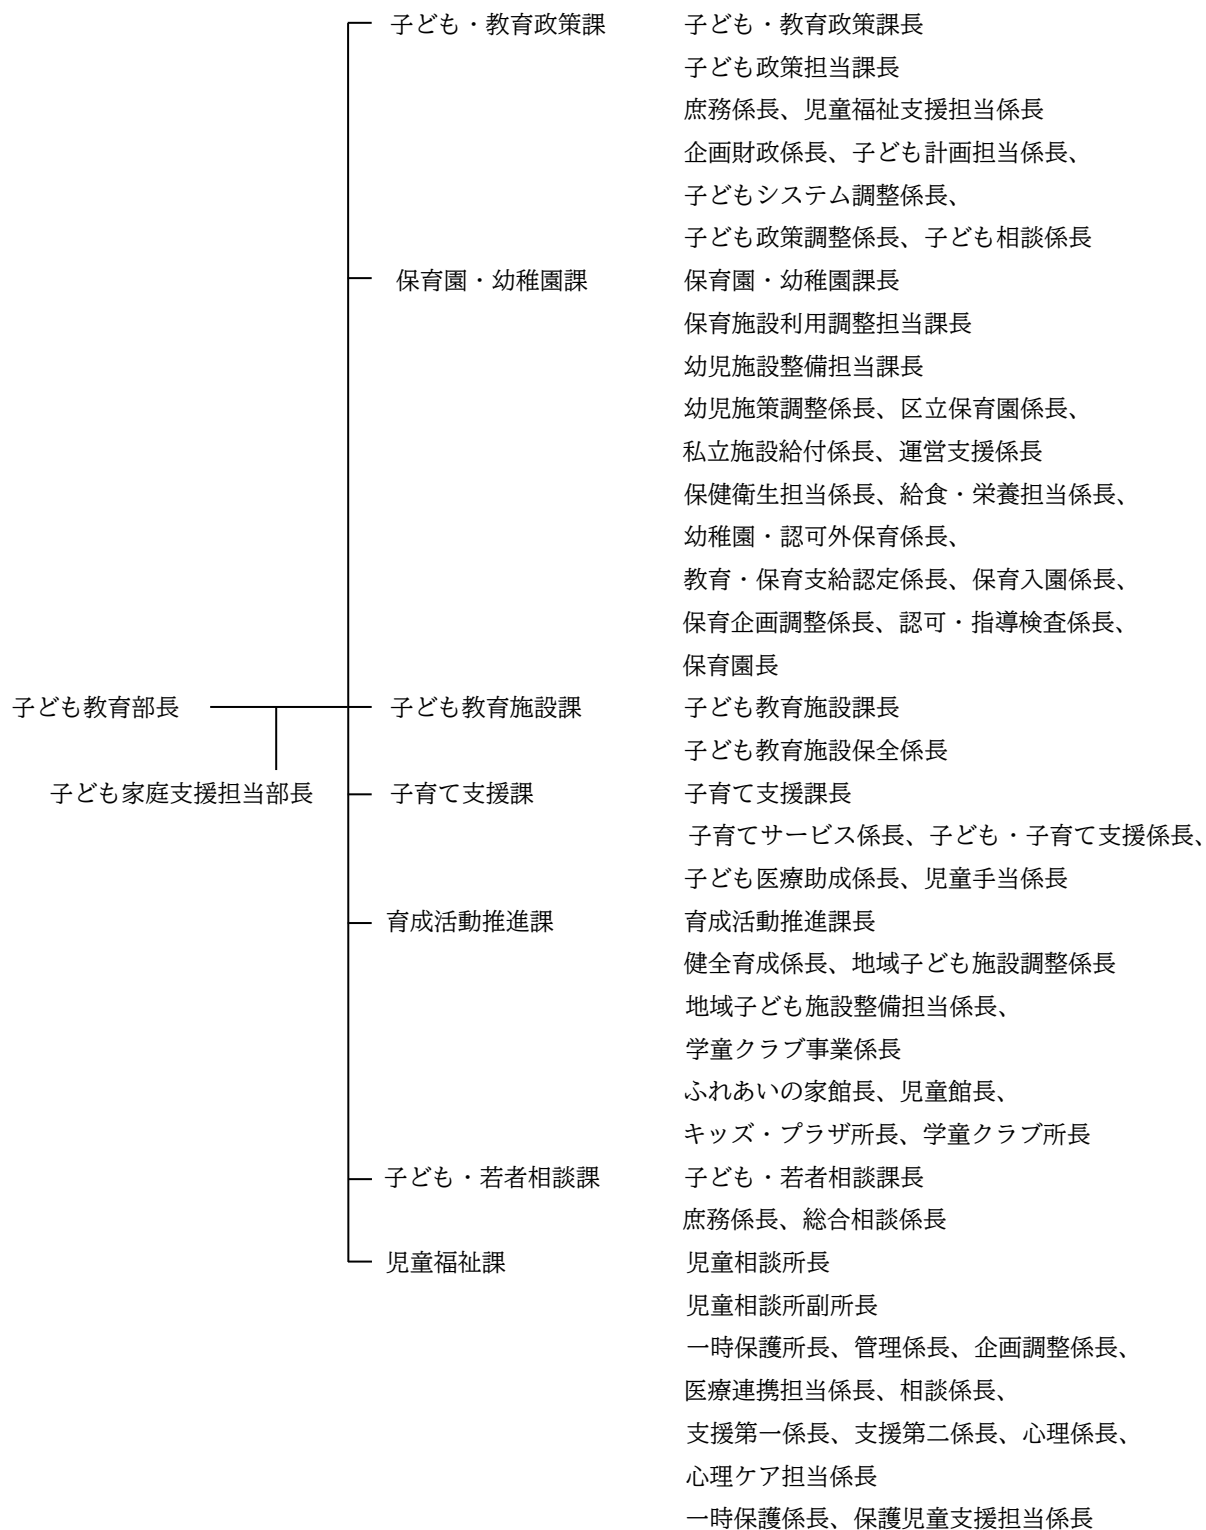 子ども・教育政策課 子ども・教育政策課長
子ども政策担当課長
庶務係長、児童福祉支援担当係長
企画財政係長、子ども計画担当係長、
子どもシステム調整係長、
子ども政策調整係長、子ども相談係長
保育園・幼稚園課 保育園・幼稚園課長
保育施設利用調整担当課長
幼児施設整備担当課長
幼児施策調整係長、区立保育園係長、
私立施設給付係長、運営支援係長
保健衛生担当係長、給食・栄養担当係長、
幼稚園・認可外保育係長、
教育・保育支給認定係長、保育入園係長、
保育企画調整係長、認可・指導検査係長、
保育園長
子ども教育部長 子ども教育施設課 子ども教育施設課長
子ども教育施設保全係長
子ども家庭支援担当部長 子育て支援課 子育て支援課長
子育てサービス係長、子ども・子育て支援係長、
子ども医療助成係長、児童手当係長
育成活動推進課 育成活動推進課長
健全育成係長、地域子ども施設調整係長
地域子ども施設整備担当係長、
学童クラブ事業係長
ふれあいの家館長、児童館長、
キッズ・プラザ所長、学童クラブ所長
子ども・若者相談課 子ども・若者相談課長
庶務係長、総合相談係長
児童福祉課 児童相談所長
児童相談所副所長
一時保護所長、管理係長、企画調整係長、
医療連携担当係長、相談係長、
支援第一係長、支援第二係長、心理係長、
心理ケア担当係長
一時保護係長、保護児童支援担当係長